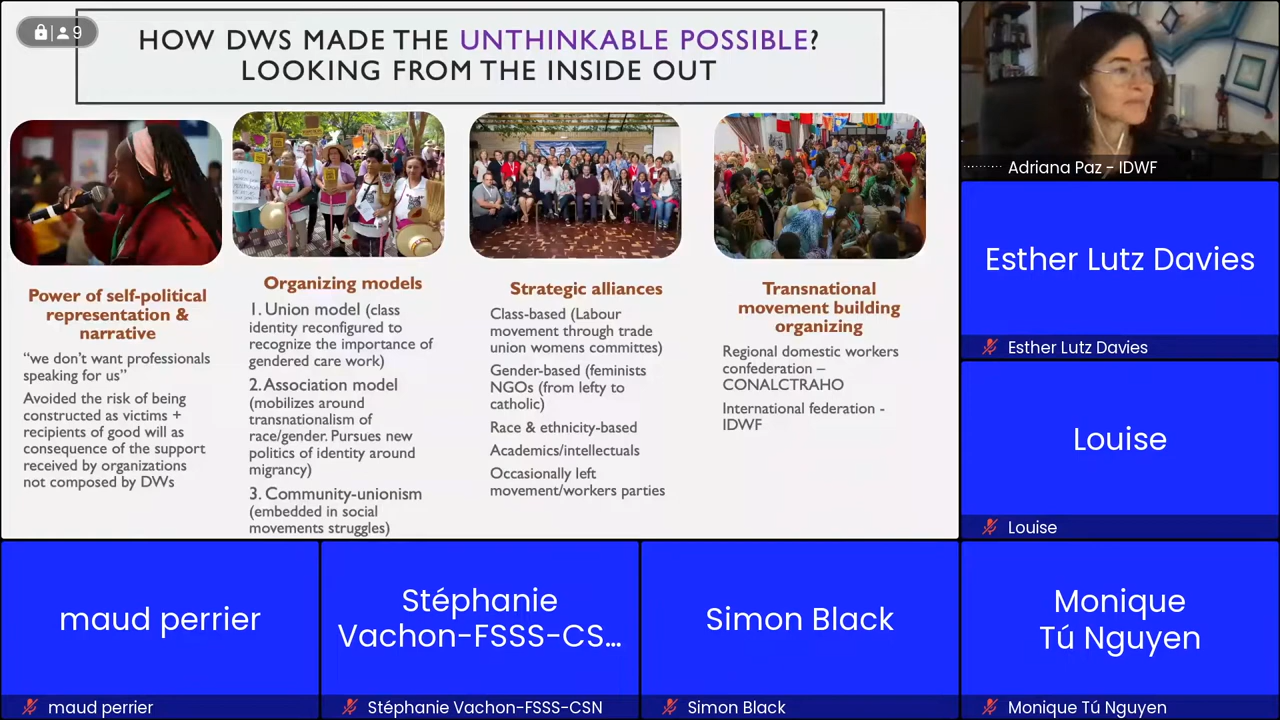 9
HOW DWS MADE THE UNTHINKABLE POSSIBLE?
LOOKING FROM THE INSIDE OUT
Power of self-political
representation &
narrative
“we don’t want professionals
speaking for us”
Avoided the risk of being
constructed as victims +
recipients of good will as
consequence of the support
received by organizations
not composed by DWs
Organizing models
1. Union model (class
identity reconfigured to
recognize the importance of
gendered care work)
2. Association model
(mobilizes around
transnationalism of
race/gender. Pursues new
politics of identity around
migrancy)
3. Community-unionism
(embedded in social
movements struggles)
Strategic alliances
Class-based (Labour
movement through trade
union womens committes)
Gender-based (feminists
NGOs (from lefty to
catholic)
Race & ethnicity-based
Academics/intellectuals
Occasionally left
movement/workers parties
Transnational
movement building
organizing
Regional domestic workers
confederation –
CONALCTRAHO
International federation -
IDWF
Adriana Paz - IDWF
Esther Lutz Davies
Esther Lutz Davies
Louise
Louise
maud perrier
maud perrier
Stéphanie
Vachon-FSSS-CS...
Stéphanie Vachon-FSSS-CSN
Simon Black
Simon Black
Monique
Tú Nguyen
Monique Tú Nguyen